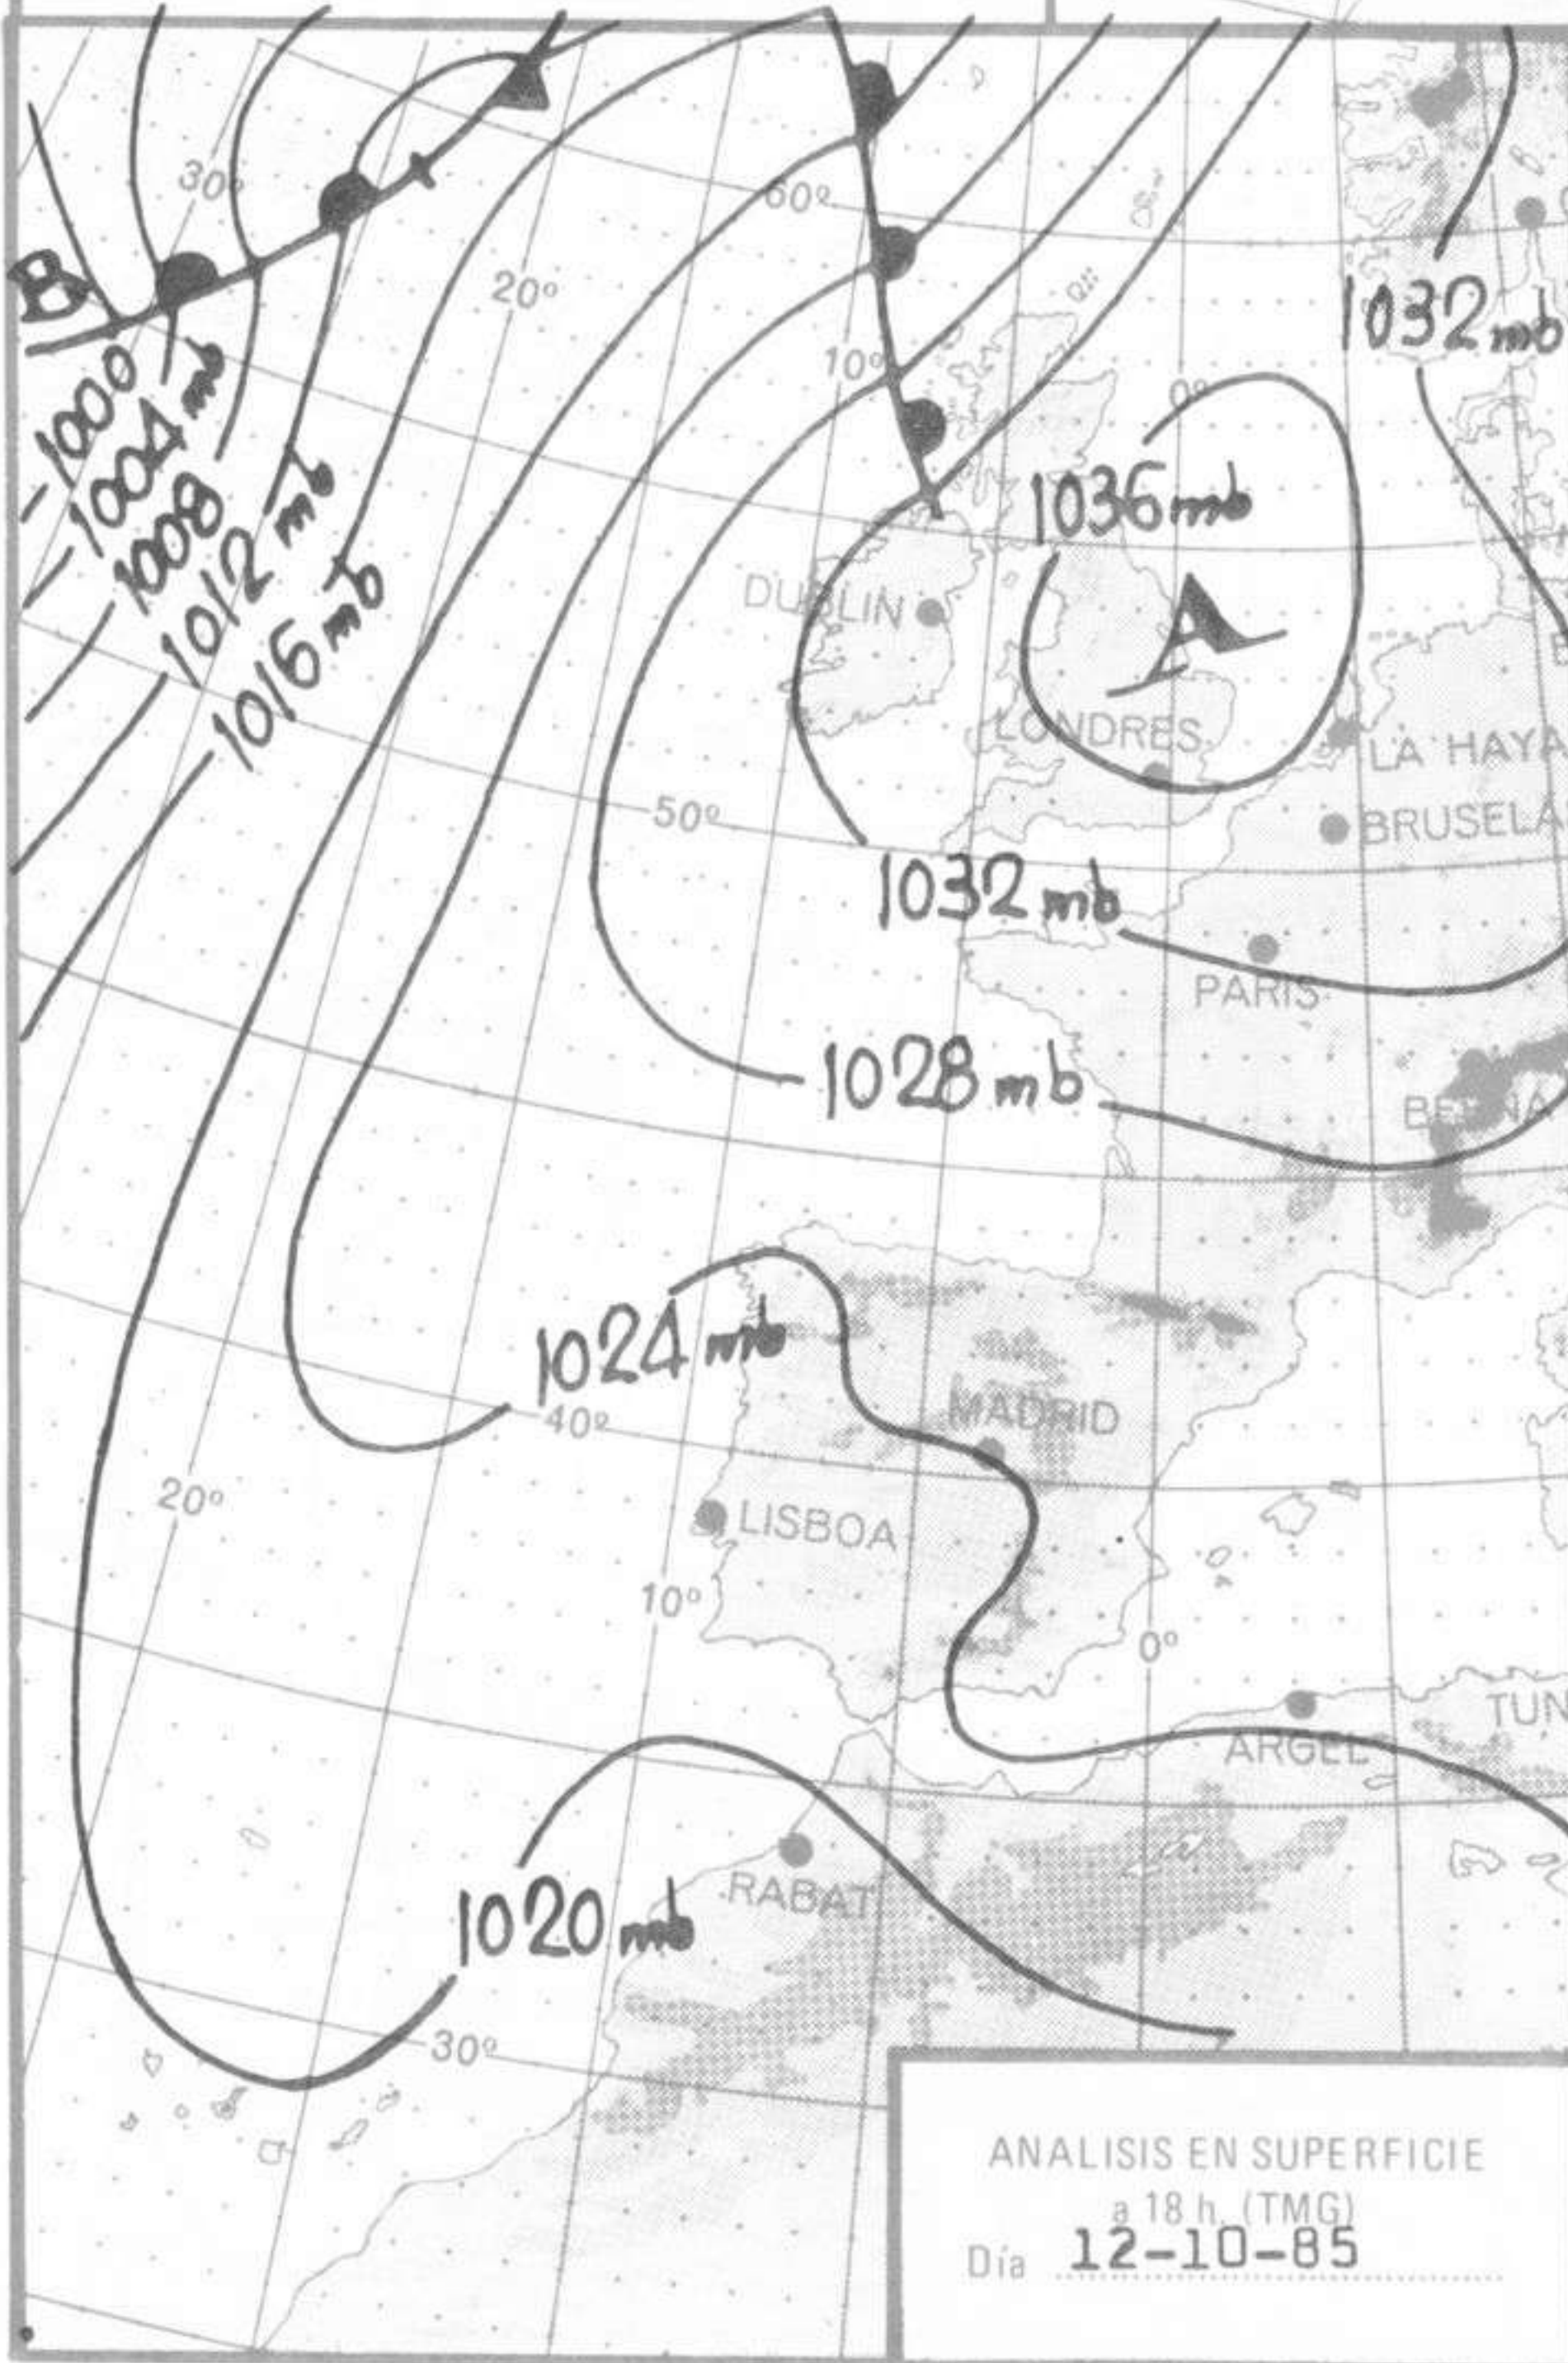 30º
60º
20º
B
1032 mb
10º
0º
1000
1004 mb
1008
1012 mb
1016 mb
1036 mb
DUBLIN
A
LONDRES
LA HAYA
50º
BRUSELA
1032 mb
PARIS
1028 mb
1024 mb
40º
MADRID
20º
LISBOA
10º
0º
TUN
ARGEL
RABAT
1020 mb
30º
ANALISIS EN SUPERFICIE
a 18 h. (TMG)
Día 12-10-85